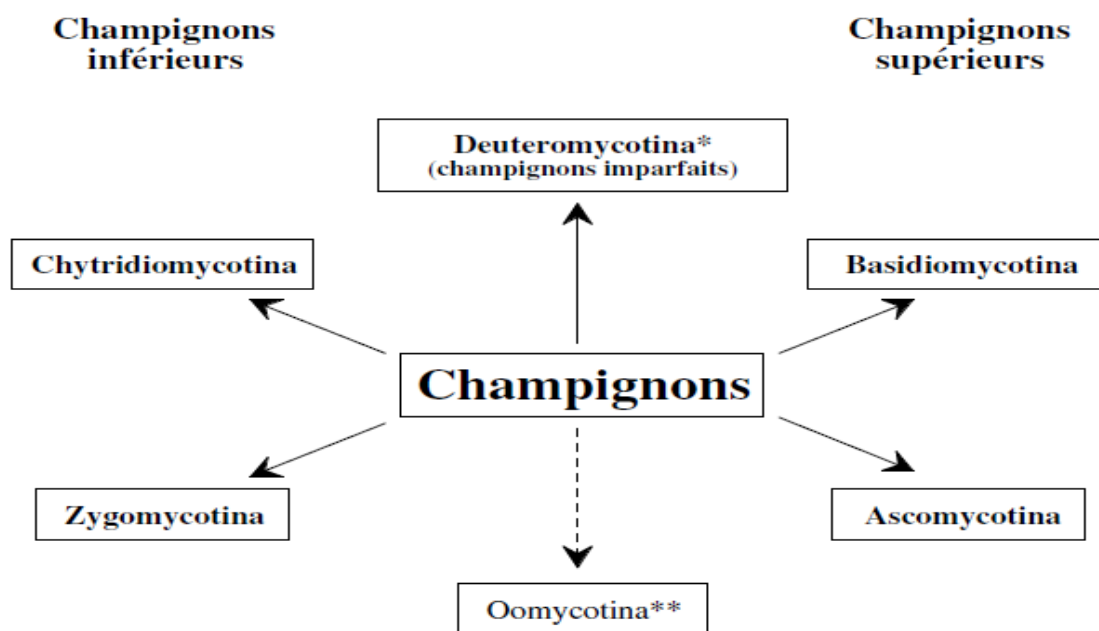 Champignons
inférieurs
Champignons
supérieurs
Deuteromycotina*
(champignons imparfaits)
Chytridiomycotina
Basidiomycotina
Champignons
Zygomycotina
Ascomycotina
Oomycotina**